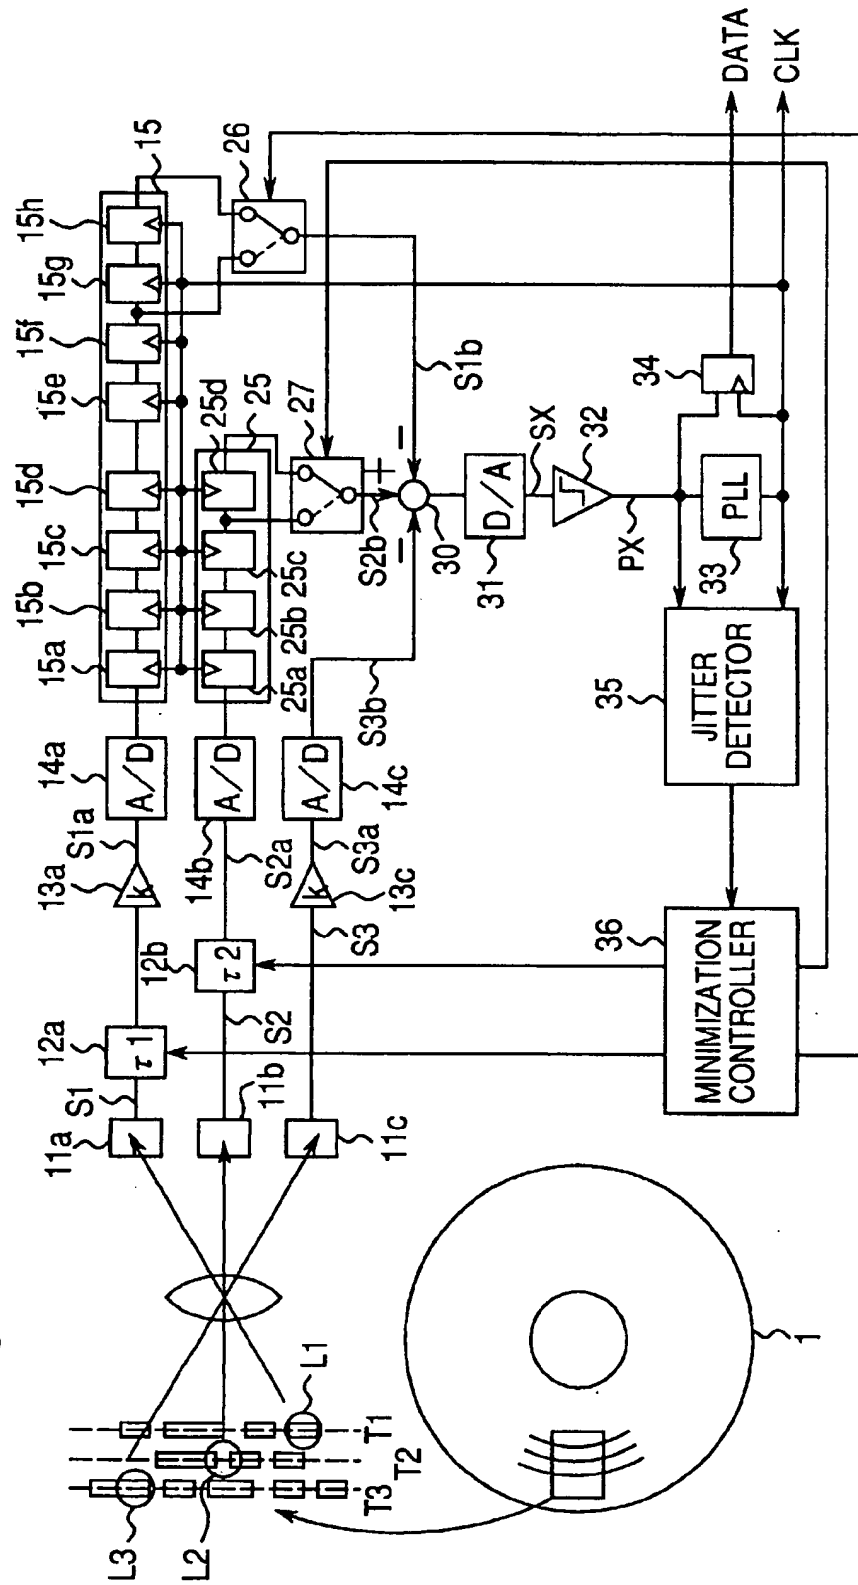 15h
15g
15f
15e
15d
15c
15b
15a
15
26
25d
25
27
25c
25b
25a
14a
A/D
14b
A/D
14c
A/D
S1a
S2a
S3a
13a
k
13c
k
12a
τ1
12b
τ2
S1
S2
S3
11a
11b
11c
S1b
S2b
S3b
+
−
−
30
31
D/A
SX
32
PX
33
PLL
34
DATA
CLK
35
JITTER
DETECTOR
36
MINIMIZATION
CONTROLLER
L1
L2
L3
T1
T2
T3
1